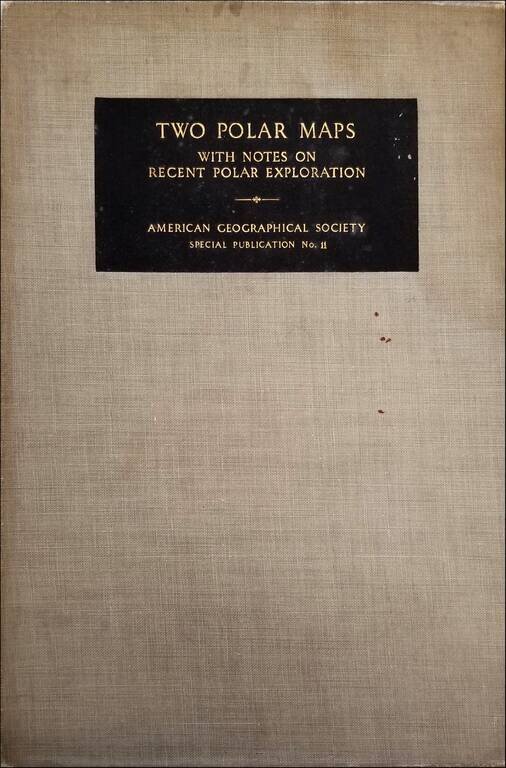 TWO POLAR MAPS
WITH NOTES ON
RECENT POLAR EXPLORATION
AMERICAN GEOGRAPHICAL SOCIETY
SPECIAL PUBLICATION No. 11